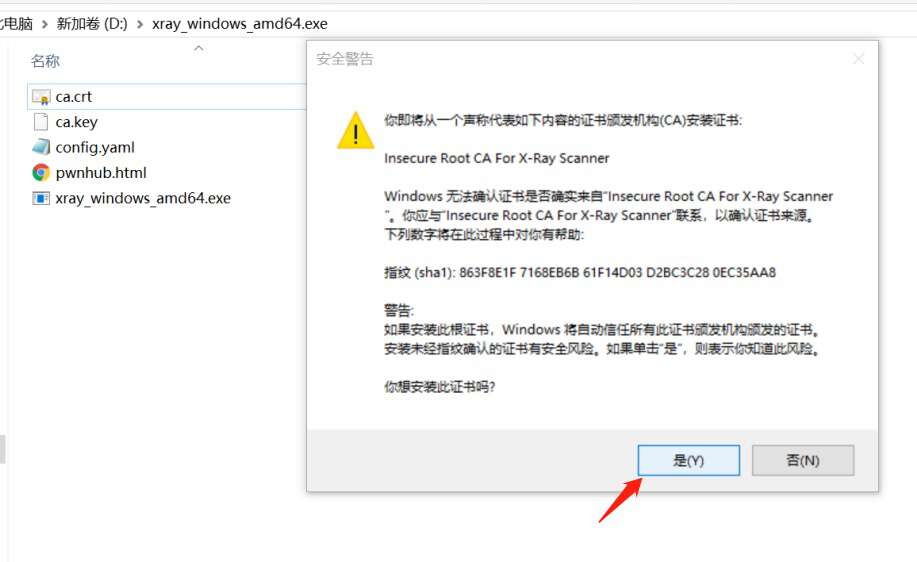 电脑 > 新加卷 (D:) > xray_windows_amd64.exe
名称
ca.crt
ca.key
config.yaml
pwnhub.html
xray_windows_amd64.exe
安全警告
你即将从一个声称代表如下内容的证书颁发机构(CA)安装证书:
Insecure Root CA For X-Ray Scanner
Windows 无法确认证书是否确实来自"Insecure Root CA For X-Ray Scanner
"。你应与"Insecure Root CA For X-Ray Scanner"联系，以确认证书来源。
下列数字将在此过程中对你有帮助:
指纹 (sha1): 863F8E1F 7168EB6B 61F14D03 D2BC3C28 0EC35AA8
警告:
如果安装此根证书，Windows 将自动信任所有此证书颁发机构颁发的证书。
安装未经指纹确认的证书有安全风险。如果单击"是"，则表示你知道此风险。
你想安装此证书吗?
是(Y)
否(N)